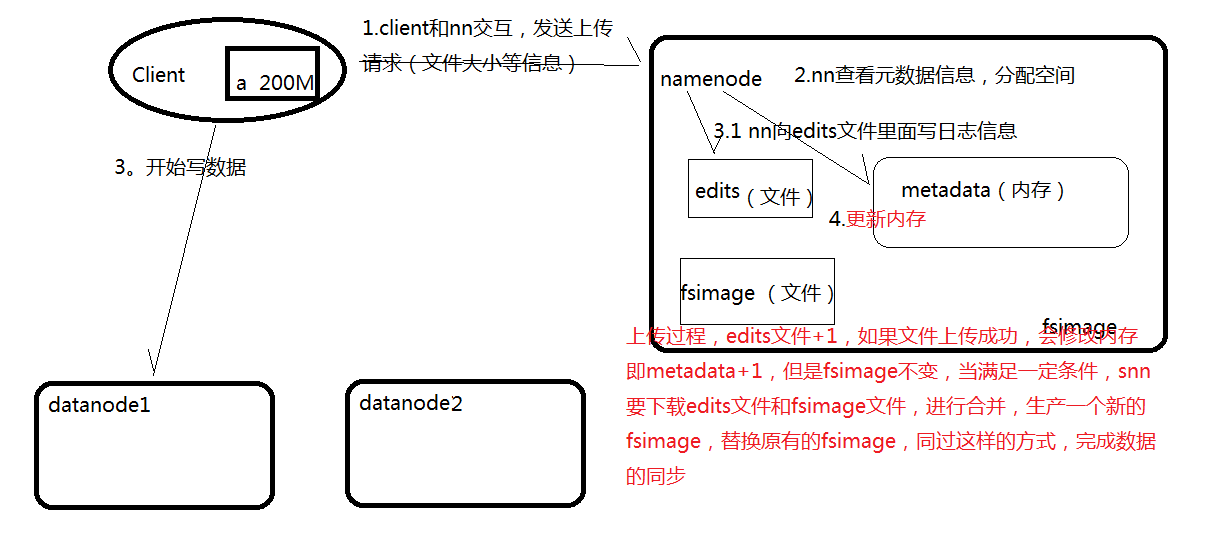 1.client和nn交互，发送上传
请求（文件大小等信息）
Client
a 200M
namenode
2.nn查看元数据信息，分配空间
3.1 nn向edits文件里面写日志信息
3。开始写数据
edits（文件）
metadata（内存）
4.更新内存
fsimage （文件）
fsimage
上传过程，edits文件+1，如果文件上传成功，会修改内存
即metadata+1，但是fsimage不变，当满足一定条件，snn
要下载edits文件和fsimage文件，进行合并，生产一个新的
fsimage，替换原有的fsimage，同过这样的方式，完成数据
的同步
datanode1
datanode2